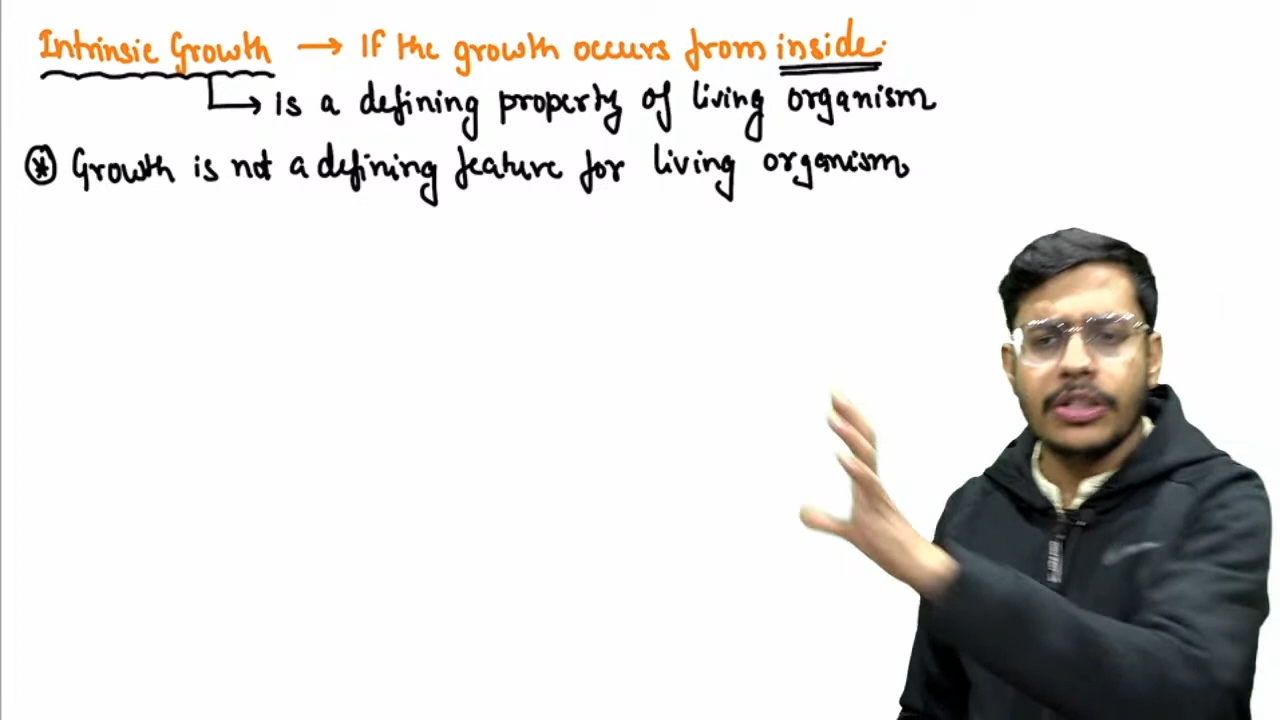 Intrinsic Growth → If the growth occurs from inside.
↳ is a defining property of living organism
⊛ Growth is not a defining feature for living organism